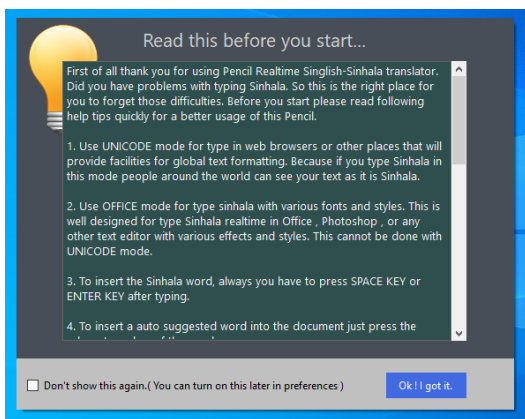 Read this before you start...
First of all thank you for using Pencil Realtime Singlish-Sinhala translator.
Did you have problems with typing Sinhala. So this is the right place for
you to forget those difficulties. Before you start please read following
help tips quickly for a better usage of this Pencil.
1. Use UNICODE mode for type in web browsers or other places that will
provide facilities for global text formatting. Because if you type Sinhala in
this mode people around the world can see your text as it is Sinhala.
2. Use OFFICE mode for type sinhala with various fonts and styles. This is
well designed for type Sinhala realtime in Office , Photoshop , or any
other text editor with various effects and styles. This cannot be done with
UNICODE mode.
3. To insert the Sinhala word, always you have to press SPACE KEY or
ENTER KEY after typing.
4. To insert a auto suggested word into the document just press the
Don't show this again.( You can turn on this later in preferences )
Ok ! I got it.